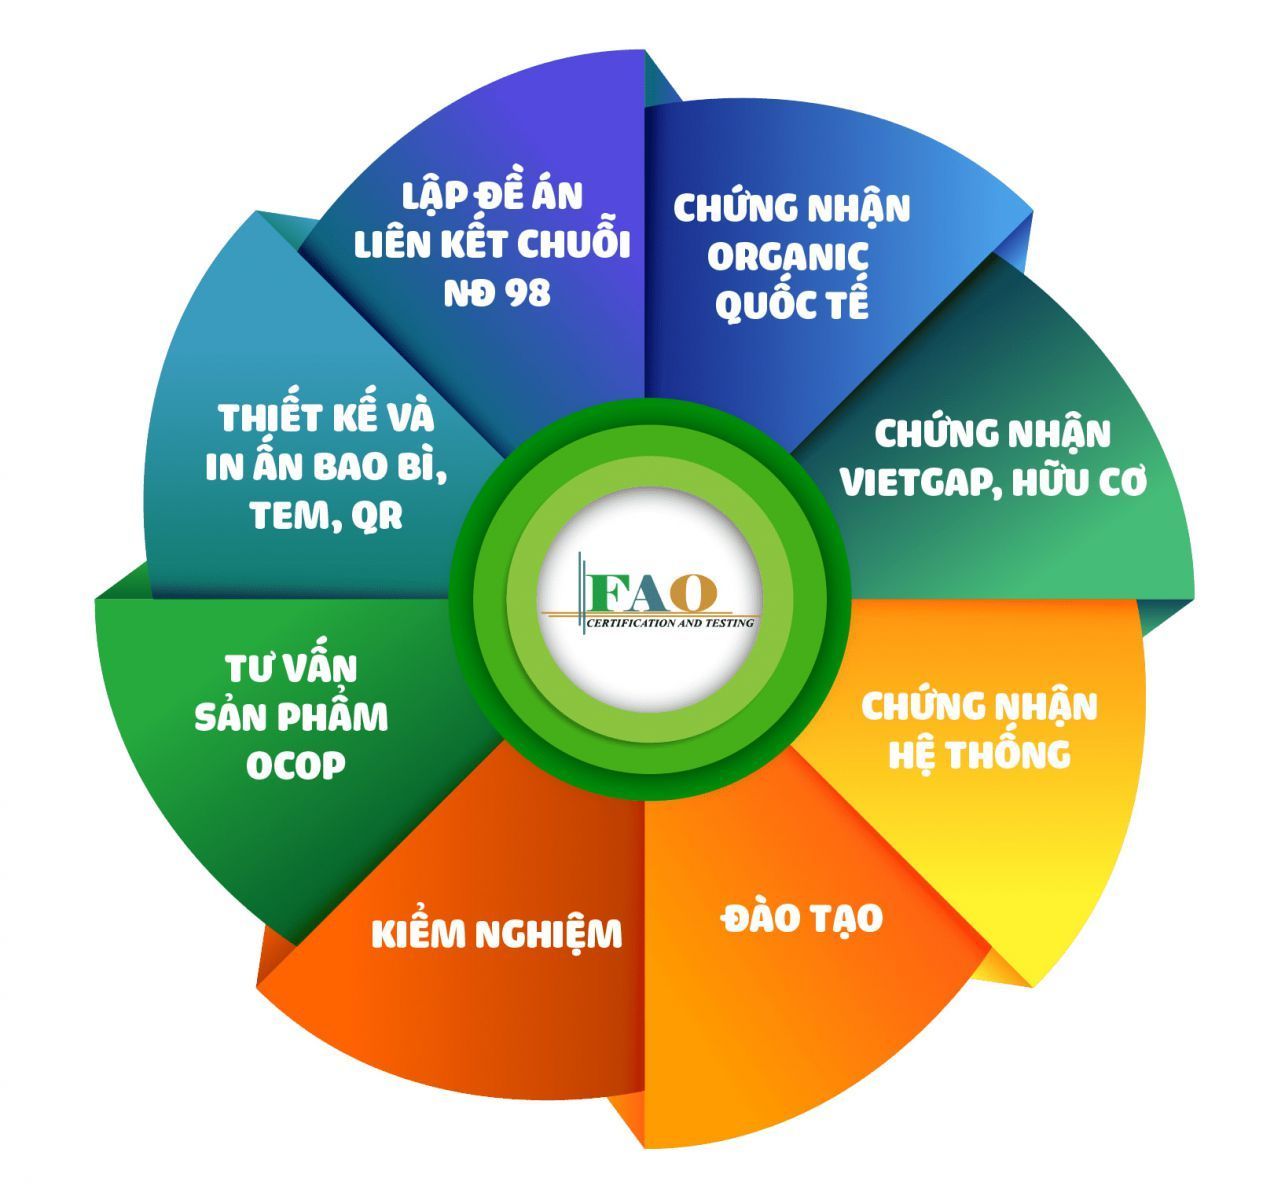 LẬP ĐỀ ÁN
LIÊN KẾT CHUỖI
NĐ 98
CHỨNG NHẬN
ORGANIC
QUỐC TẾ
CHỨNG NHẬN
VIETGAP, HỮU CƠ
CHỨNG NHẬN
HỆ THỐNG
ĐÀO TẠO
KIỂM NGHIỆM
TƯ VẤN
SẢN PHẨM
OCOP
THIẾT KẾ VÀ
IN ẤN BAO BÌ,
TEM, QR
FAO
CERTIFICATION AND TESTING